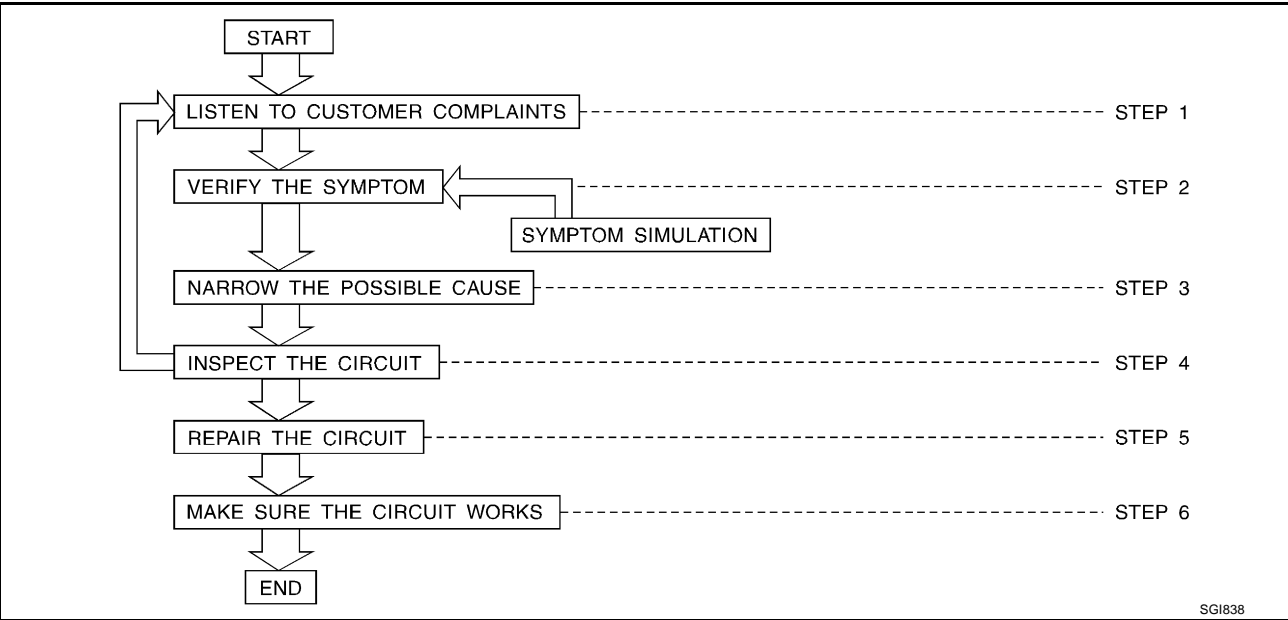 START
LISTEN TO CUSTOMER COMPLAINTS STEP 1
VERIFY THE SYMPTOM STEP 2
SYMPTOM SIMULATION
NARROW THE POSSIBLE CAUSE STEP 3
INSPECT THE CIRCUIT STEP 4
REPAIR THE CIRCUIT STEP 5
MAKE SURE THE CIRCUIT WORKS STEP 6
END
SGI838